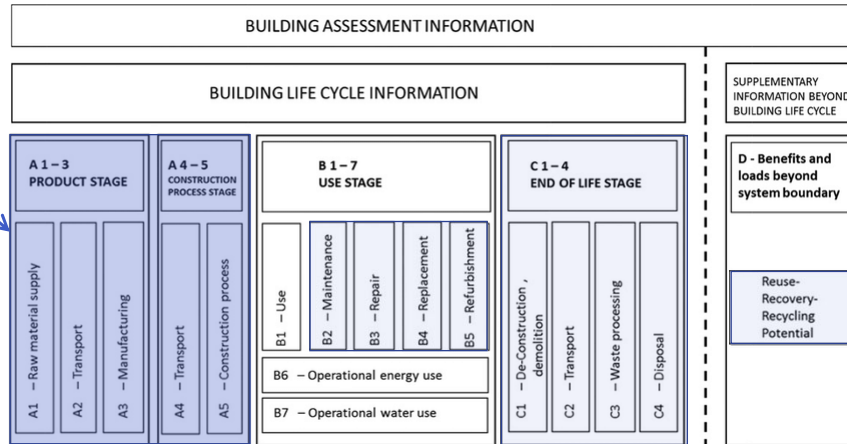 BUILDING ASSESSMENT INFORMATION
BUILDING LIFE CYCLE INFORMATION
SUPPLEMENTARY
INFORMATION BEYOND
BUILDING LIFE CYCLE
A 1 – 3
PRODUCT STAGE
A 4 – 5
CONSTRUCTION
PROCESS STAGE
B 1 – 7
USE STAGE
C 1 – 4
END OF LIFE STAGE
D - Benefits and
loads beyond
system boundary
A1 – Raw material supply
A2 – Transport
A3 – Manufacturing
A4 – Transport
A5 – Construction process
B1 – Use
B2 – Maintenance
B3 – Repair
B4 – Replacement
B5 – Refurbishment
B6 – Operational energy use
B7 – Operational water use
C1 – De-Construction ,
demolition
C2 – Transport
C3 – Waste processing
C4 – Disposal
Reuse-
Recovery-
Recycling
Potential